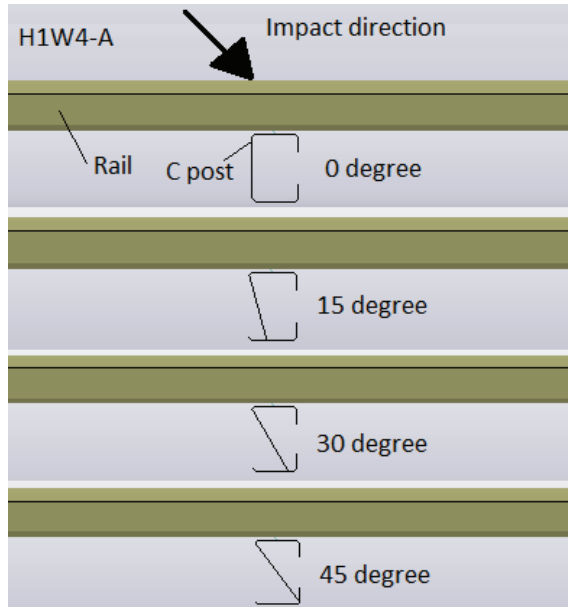 H1W4-A
Impact direction
Rail
C post
0 degree
15 degree
30 degree
45 degree